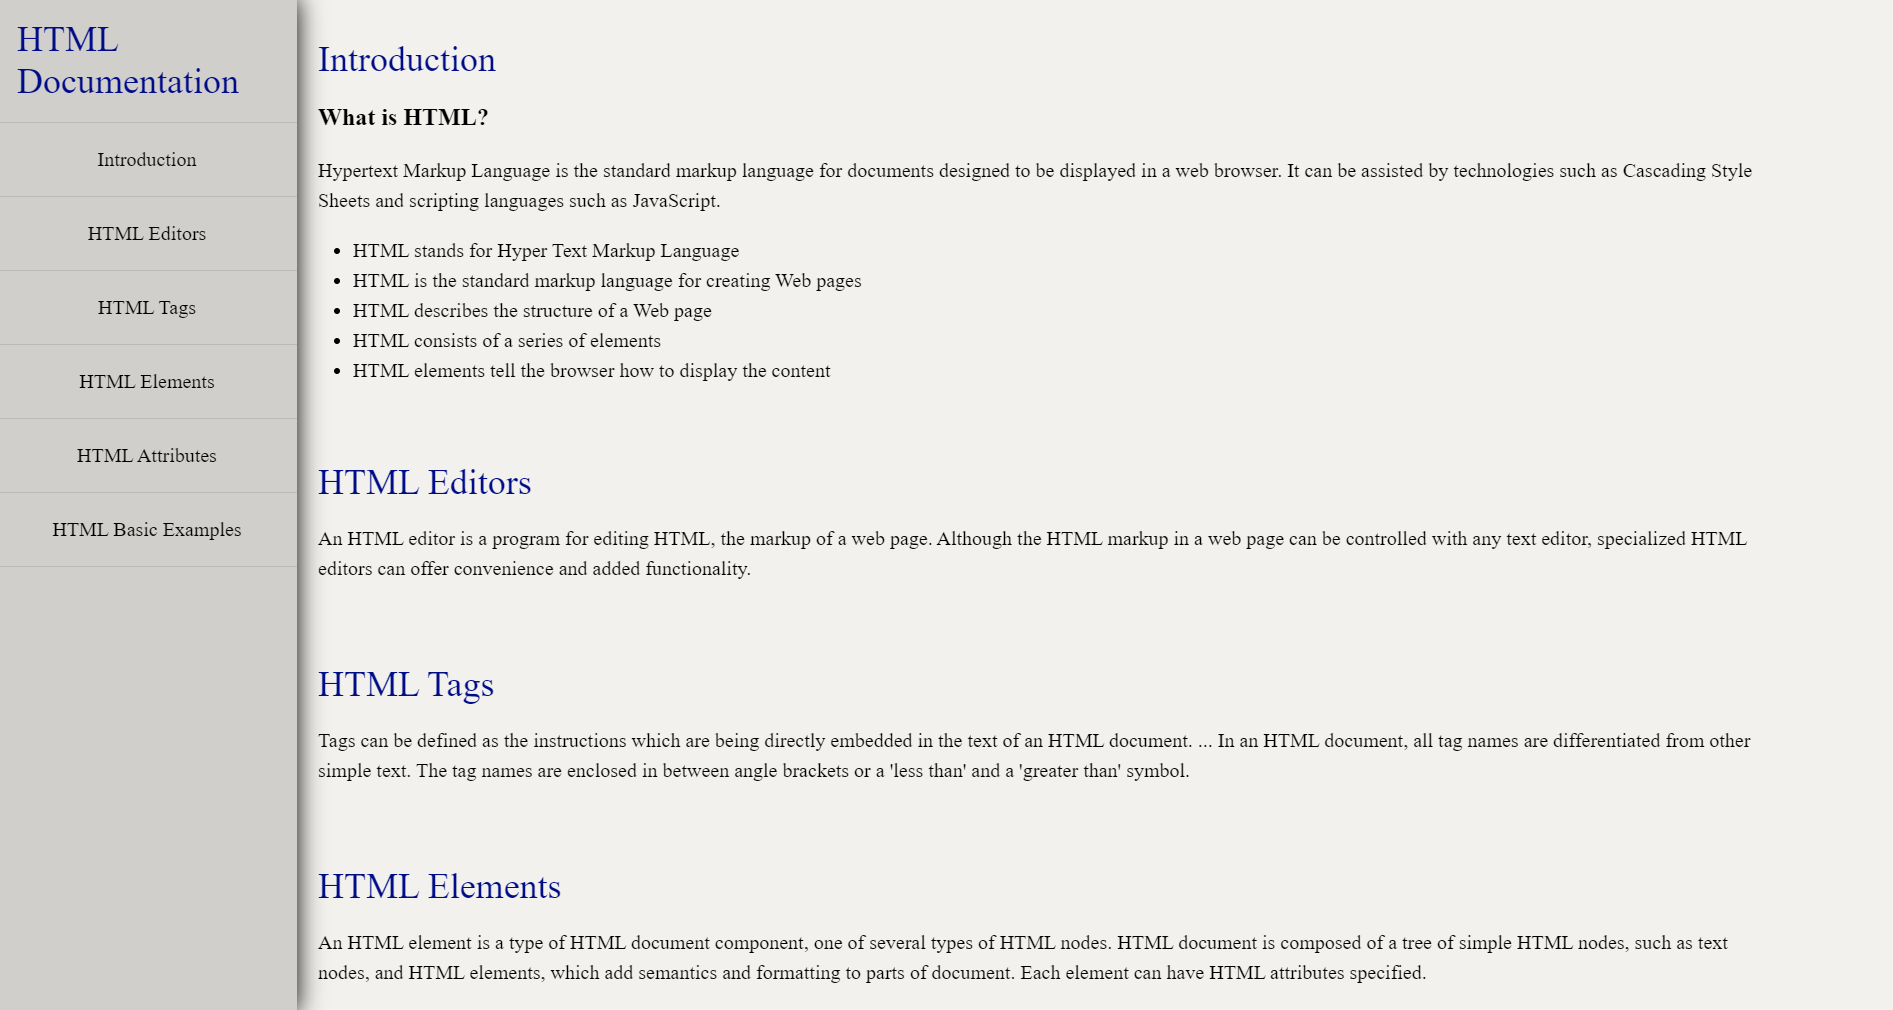 HTML
Documentation
Introduction
HTML Editors
HTML Tags
HTML Elements
HTML Attributes
HTML Basic Examples
Introduction
What is HTML?
Hypertext Markup Language is the standard markup language for documents designed to be displayed in a web browser. It can be assisted by technologies such as Cascading Style
Sheets and scripting languages such as JavaScript.
• HTML stands for Hyper Text Markup Language
• HTML is the standard markup language for creating Web pages
• HTML describes the structure of a Web page
• HTML consists of a series of elements
• HTML elements tell the browser how to display the content
HTML Editors
An HTML editor is a program for editing HTML, the markup of a web page. Although the HTML markup in a web page can be controlled with any text editor, specialized HTML
editors can offer convenience and added functionality.
HTML Tags
Tags can be defined as the instructions which are being directly embedded in the text of an HTML document. ... In an HTML document, all tag names are differentiated from other
simple text. The tag names are enclosed in between angle brackets or a 'less than' and a 'greater than' symbol.
HTML Elements
An HTML element is a type of HTML document component, one of several types of HTML nodes. HTML document is composed of a tree of simple HTML nodes, such as text
nodes, and HTML elements, which add semantics and formatting to parts of document. Each element can have HTML attributes specified.